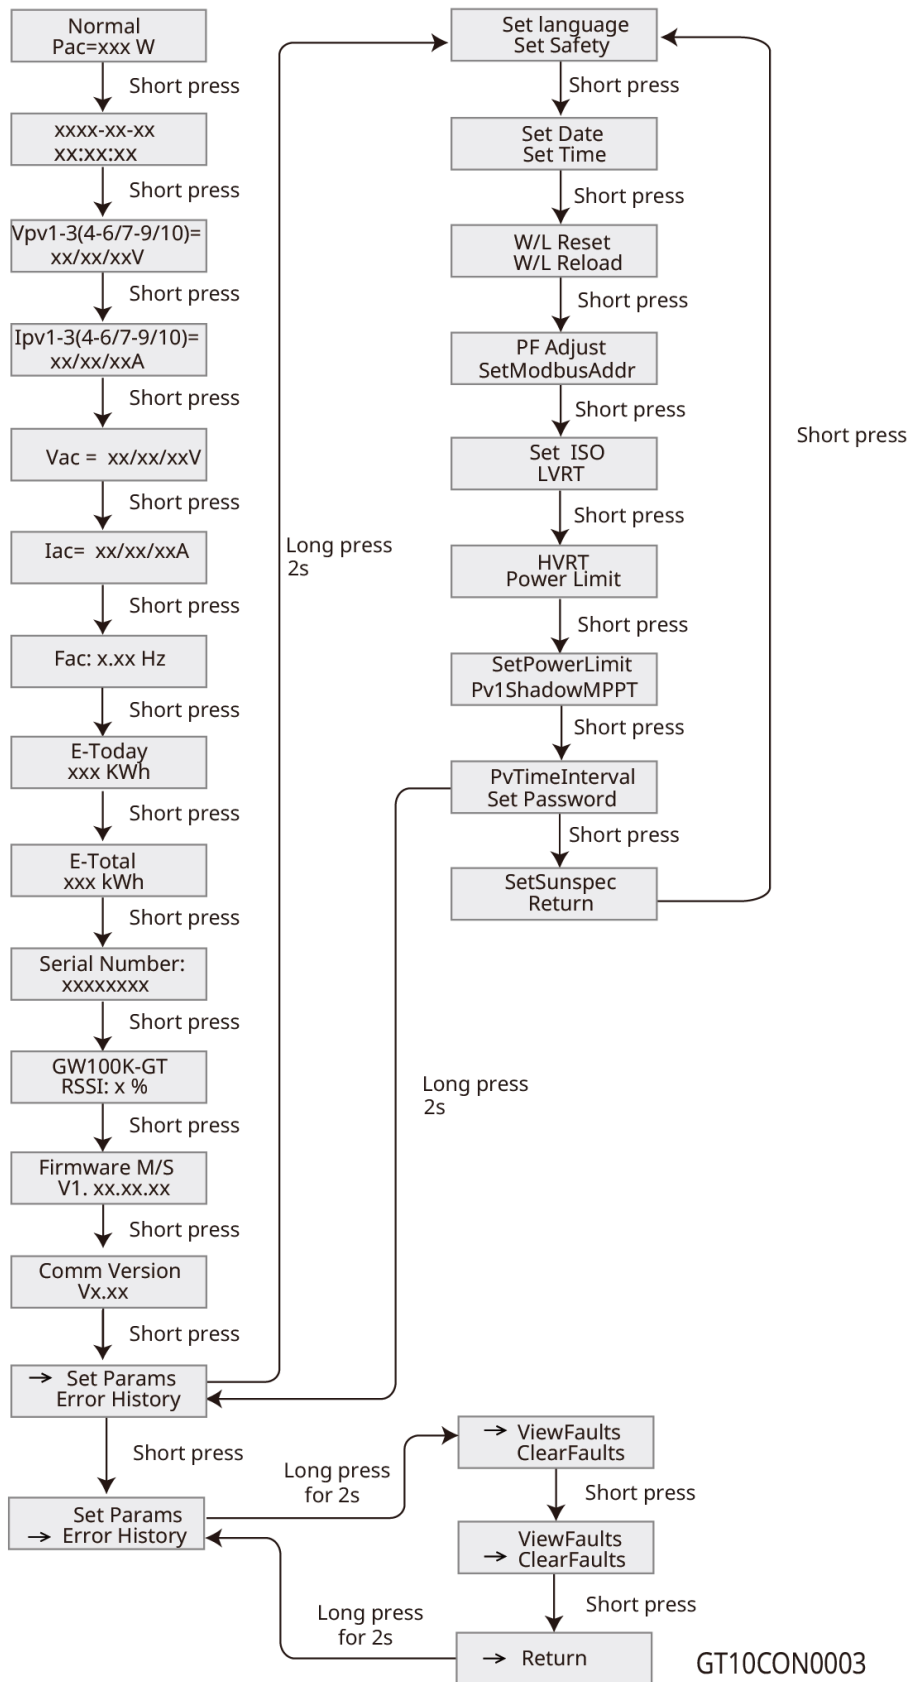 Normal
Pac=xxx W
Short press
xxxx-xx-xx
xx:xx:xx
Short press
Vpv1-3(4-6/7-9/10)=
xx/xx/xxV
Short press
Ipv1-3(4-6/7-9/10)=
xx/xx/xxA
Short press
Vac = xx/xx/xxV
Short press
Iac= xx/xx/xxA
Short press
Fac: x.xx Hz
Short press
E-Today
xxx KWh
Short press
E-Total
xxx kWh
Short press
Serial Number:
xxxxxxxx
Short press
GW100K-GT
RSSI: x %
Short press
Firmware M/S
V1. xx.xx.xx
Short press
Comm Version
Vx.xx
Short press
→ Set Params
Error History
Short press
Set Params
→ Error History
Long press
2s
Set language
Set Safety
Short press
Set Date
Set Time
Short press
W/L Reset
W/L Reload
Short press
PF Adjust
SetModbusAddr
Short press
Set ISO
LVRT
Short press
HVRT
Power Limit
Short press
SetPowerLimit
Pv1ShadowMPPT
Short press
PvTimeInterval
Set Password
Short press
SetSunspec
Return
Short press
Long press
2s
Long press
for 2s
→ ViewFaults
ClearFaults
Short press
ViewFaults
→ ClearFaults
Short press
→ Return
Long press
for 2s
GT10CON0003